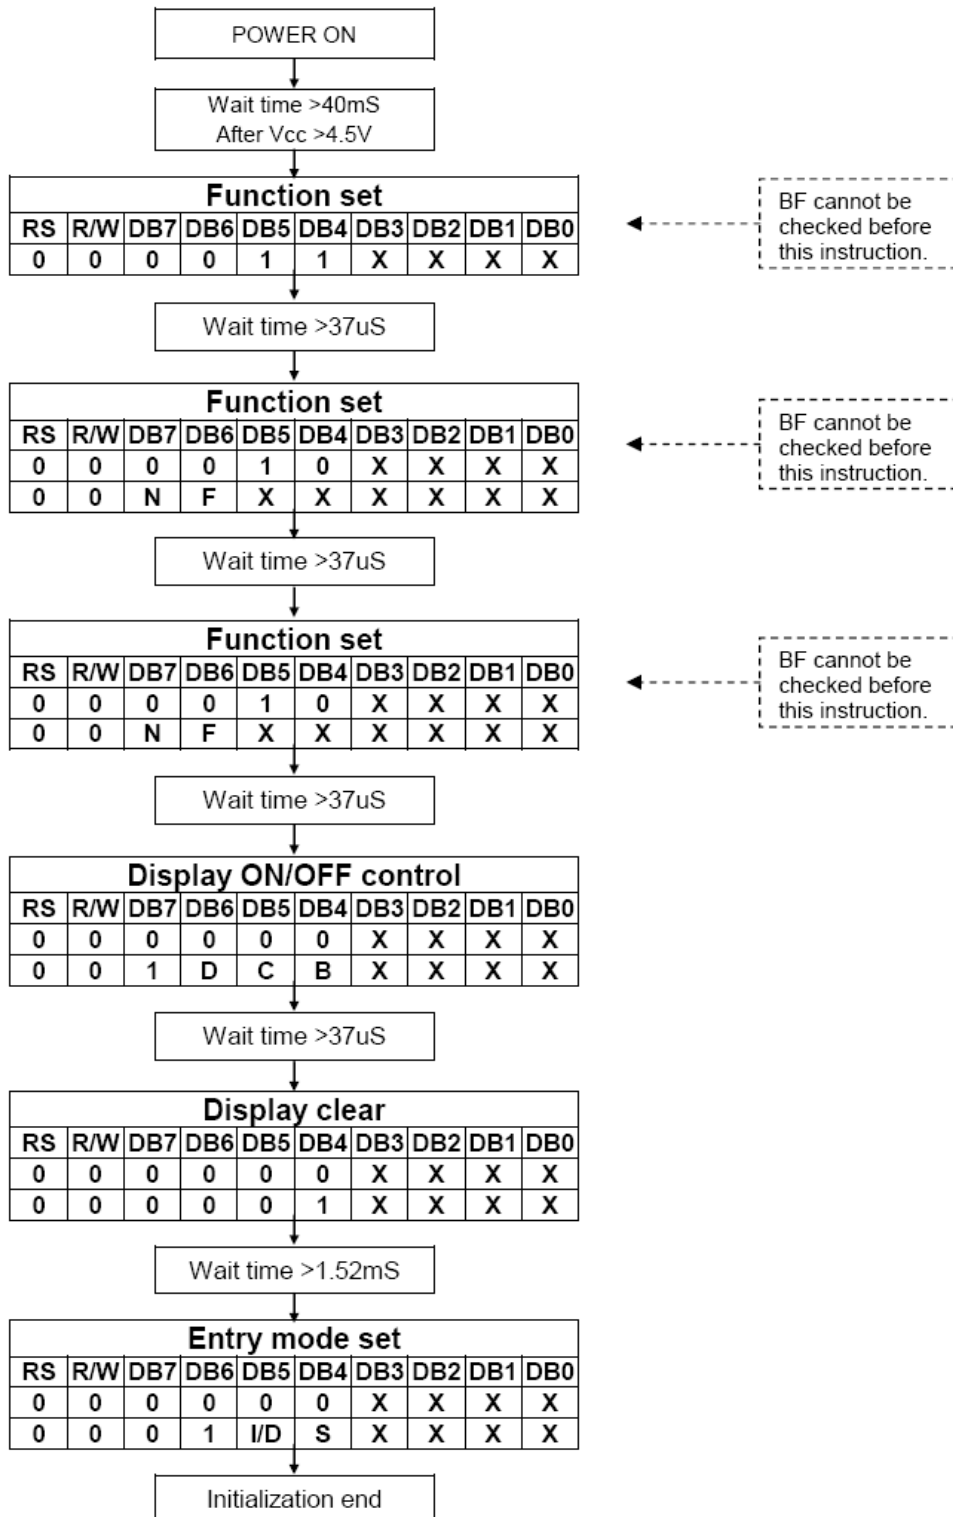 POWER ON
Wait time >40mS
After Vcc >4.5V
Function set
RS R/W DB7 DB6 DB5 DB4 DB3 DB2 DB1 DB0
0 0 0 0 1 1 X X X X
BF cannot be
checked before
this instruction.
Wait time >37uS
Function set
RS R/W DB7 DB6 DB5 DB4 DB3 DB2 DB1 DB0
0 0 0 0 1 0 X X X X
0 0 N F X X X X X X
BF cannot be
checked before
this instruction.
Wait time >37uS
Function set
RS R/W DB7 DB6 DB5 DB4 DB3 DB2 DB1 DB0
0 0 0 0 1 0 X X X X
0 0 N F X X X X X X
BF cannot be
checked before
this instruction.
Wait time >37uS
Display ON/OFF control
RS R/W DB7 DB6 DB5 DB4 DB3 DB2 DB1 DB0
0 0 0 0 0 0 X X X X
0 0 1 D C B X X X X
Wait time >37uS
Display clear
RS R/W DB7 DB6 DB5 DB4 DB3 DB2 DB1 DB0
0 0 0 0 0 0 X X X X
0 0 0 0 0 1 X X X X
Wait time >1.52mS
Entry mode set
RS R/W DB7 DB6 DB5 DB4 DB3 DB2 DB1 DB0
0 0 0 0 0 0 X X X X
0 0 0 1 I/D S X X X X
Initialization end